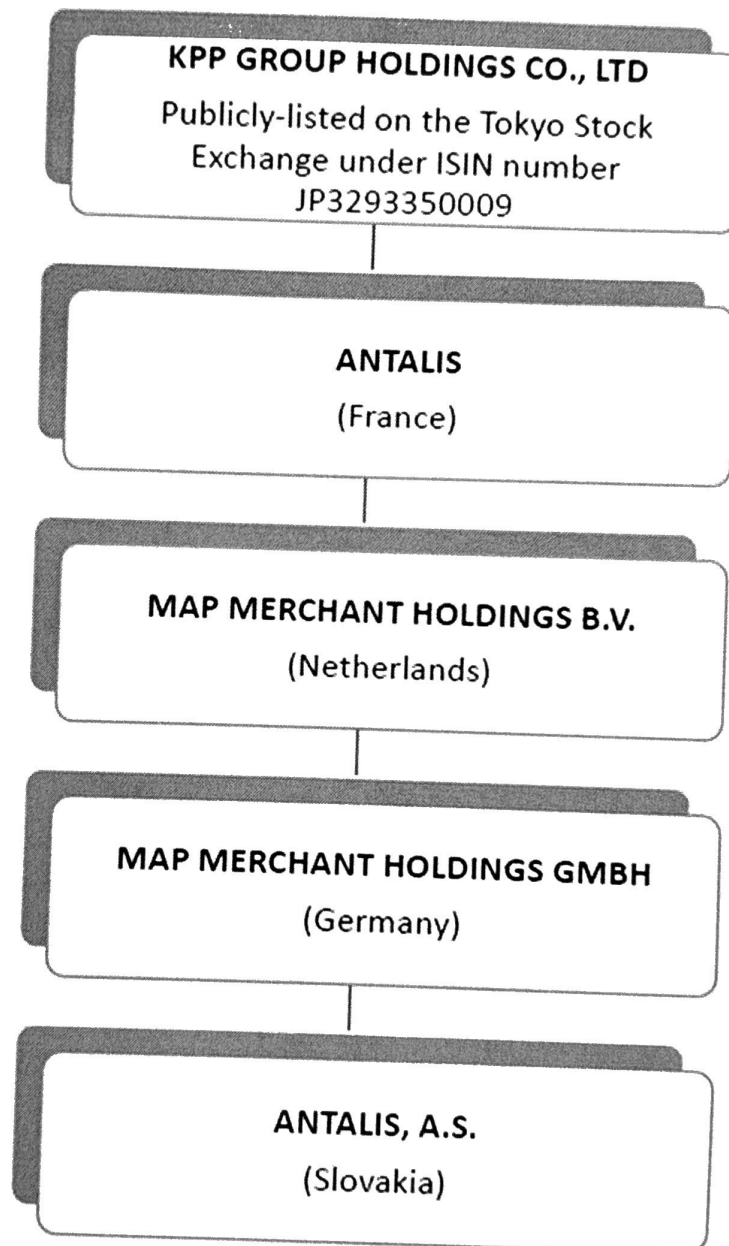 KPP GROUP HOLDINGS CO., LTD
Publicly-listed on the Tokyo Stock
Exchange under ISIN number
JP3293350009
ANTALIS
(France)
MAP MERCHANT HOLDINGS B.V.
(Netherlands)
MAP MERCHANT HOLDINGS GMBH
(Germany)
ANTALIS, A.S.
(Slovakia)